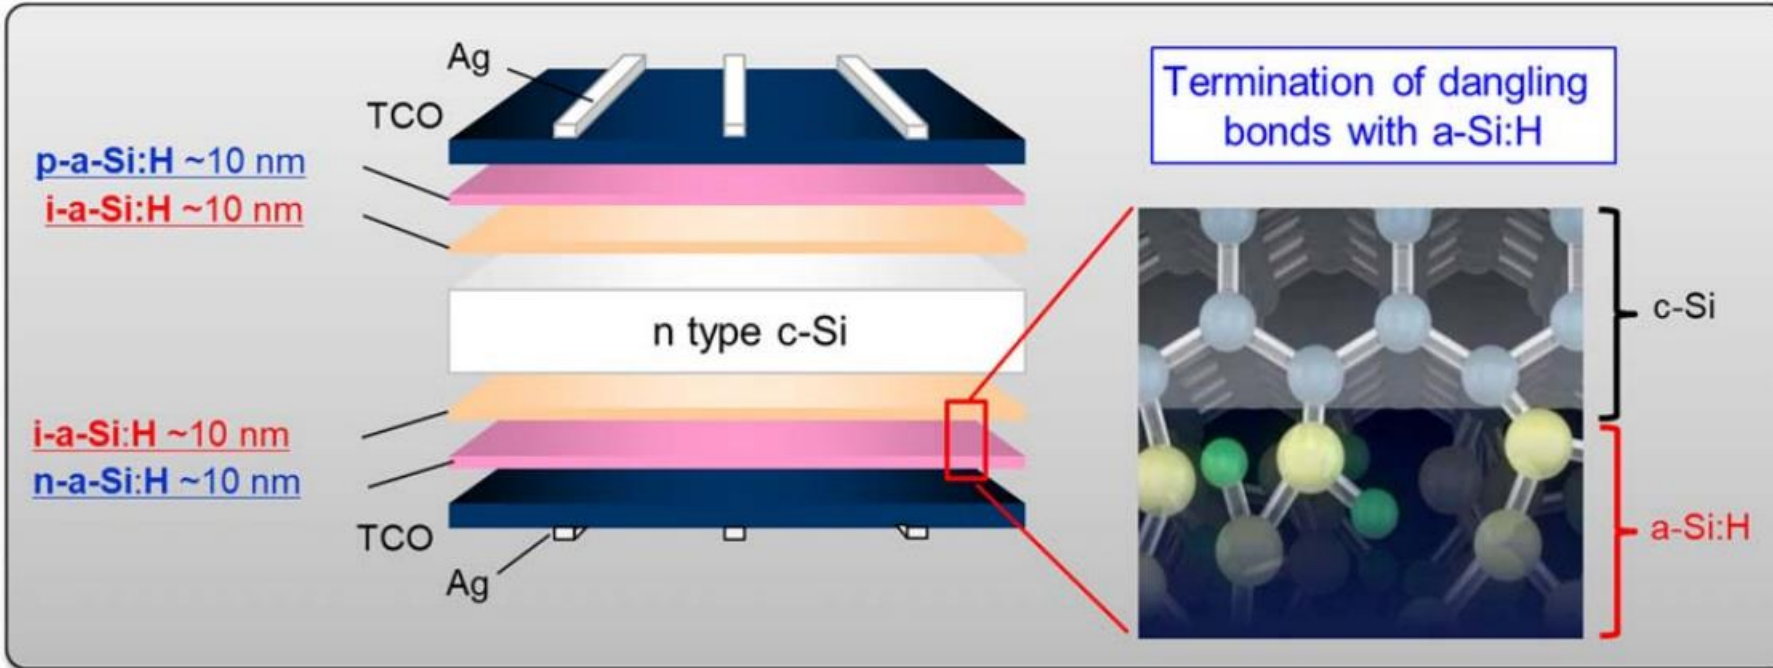 Ag
TCO
p-a-Si:H ~10 nm
i-a-Si:H ~10 nm
n type c-Si
i-a-Si:H ~10 nm
n-a-Si:H ~10 nm
TCO
Ag
Termination of dangling
bonds with a-Si:H
c-Si
a-Si:H